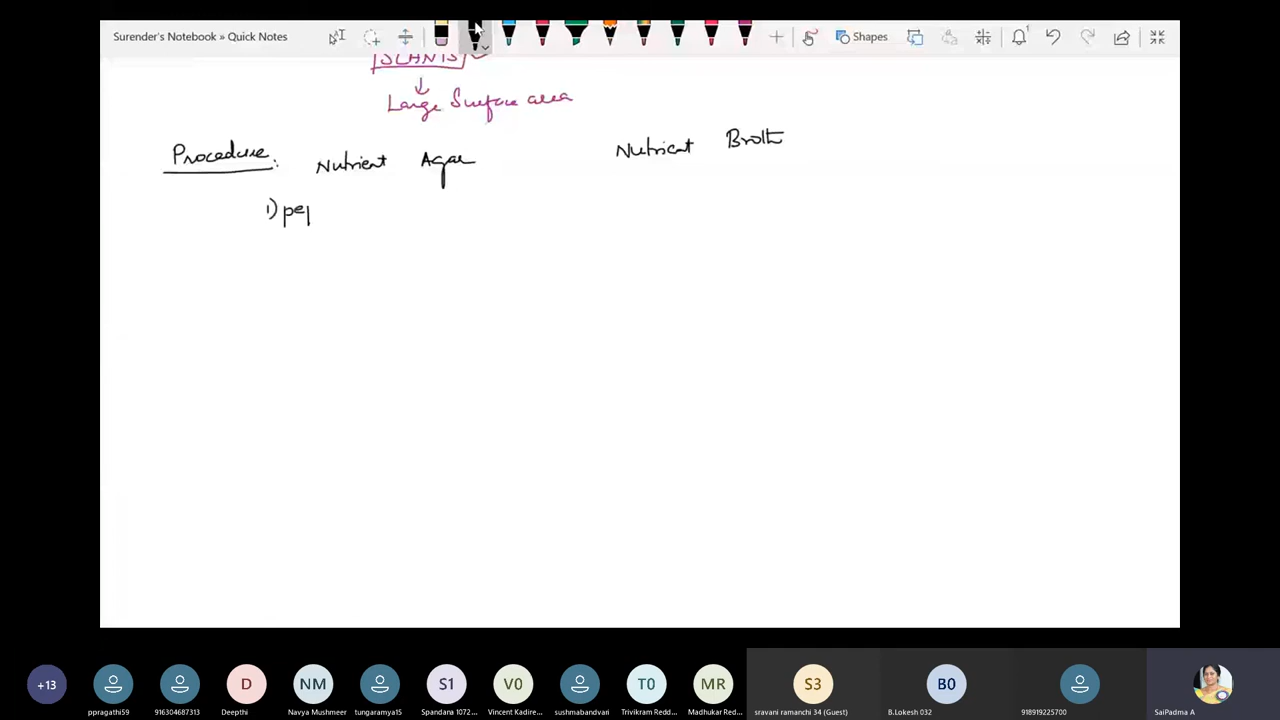 Surender's Notebook » Quick Notes
Shapes
SLANTS
Large Surface area
Procedure: Nutrient Agar
Nutrient Broth
1) pep
+13
D
NM
S1
V0
T0
MR
S3
B0
ppragathi59
916304687313
Deepthi
Navya Mushmeer
tungaramya15
Spandana 1072...
Vincent Kadire...
sushmabandvari
Trivikram Redd...
Madhukar Red...
sravani ramanchi 34 (Guest)
B.Lokesh 032
918919225700
SaiPadma A